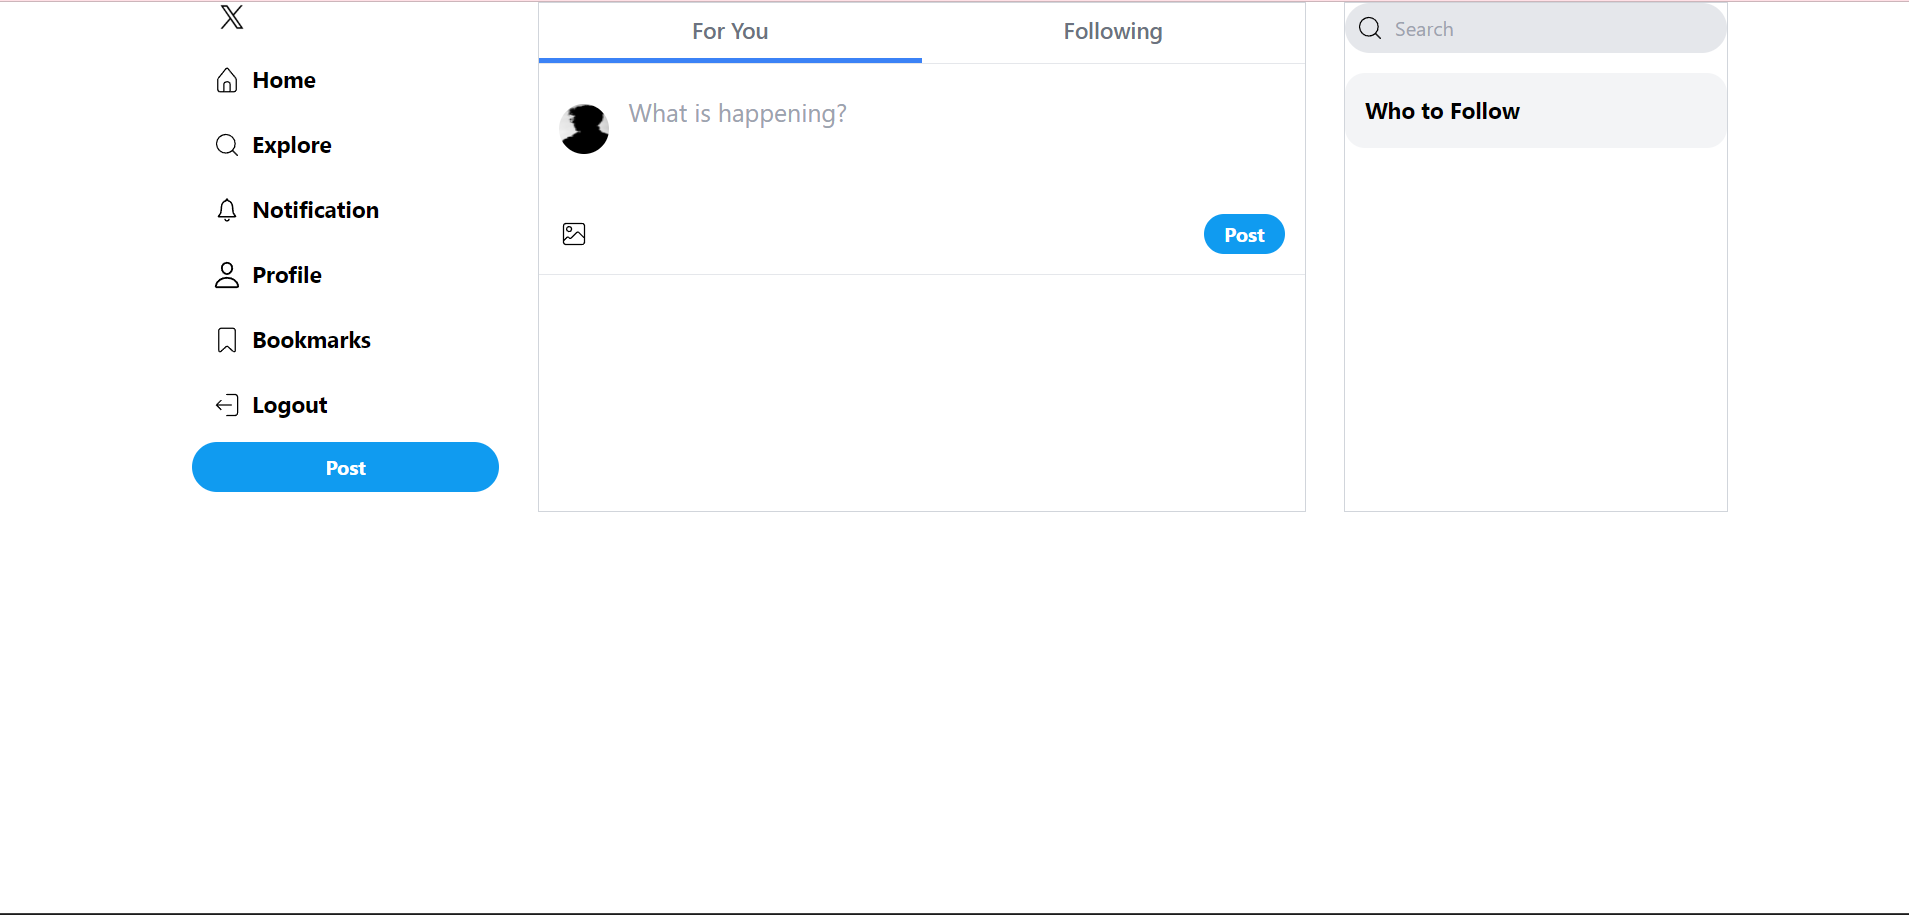 Home
Explore
Notification
Profile
Bookmarks
Logout
Post
For You
Following
What is happening?
Post
Search
Who to Follow